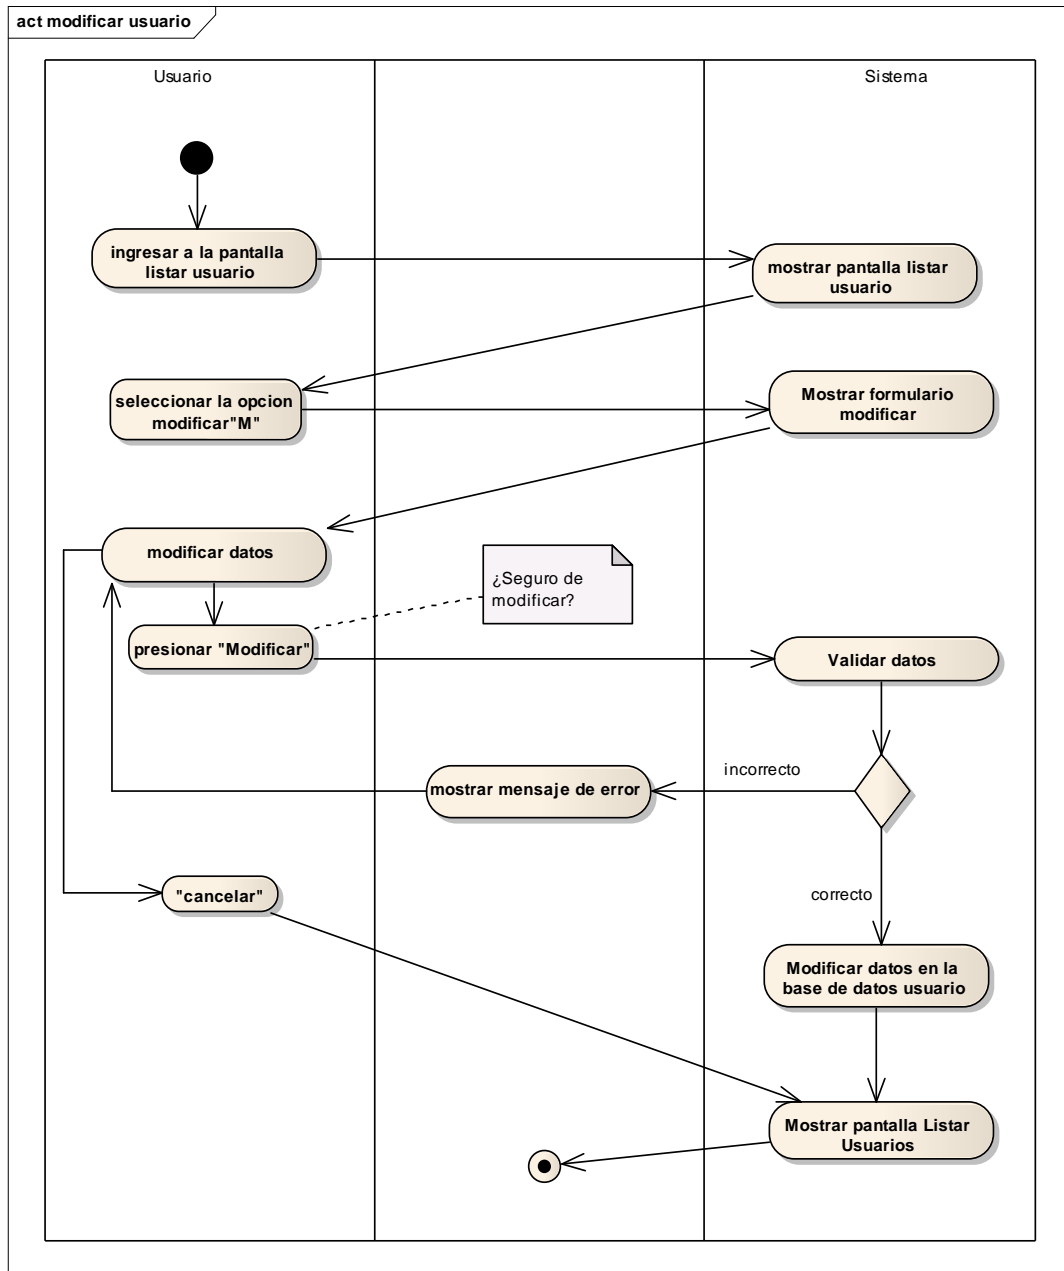 act modificar usuario
Usuario
Sistema
ingresar a la pantalla
listar usuario
mostrar pantalla listar
usuario
seleccionar la opcion
modificar"M"
Mostrar formulario
modificar
modificar datos
¿Seguro de
modificar?
presionar "Modificar"
Validar datos
incorrecto
mostrar mensaje de error
"cancelar"
correcto
Modificar datos en la
base de datos usuario
Mostrar pantalla Listar
Usuarios